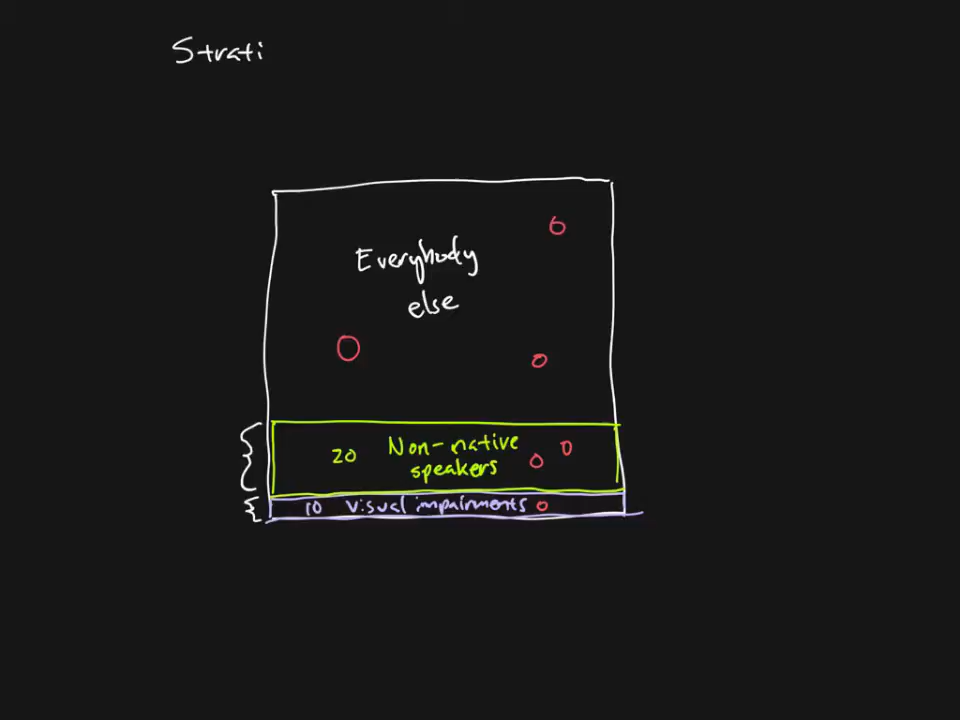 Strati
Everybody
else
20 Non-native
speakers
10 Visual impairments